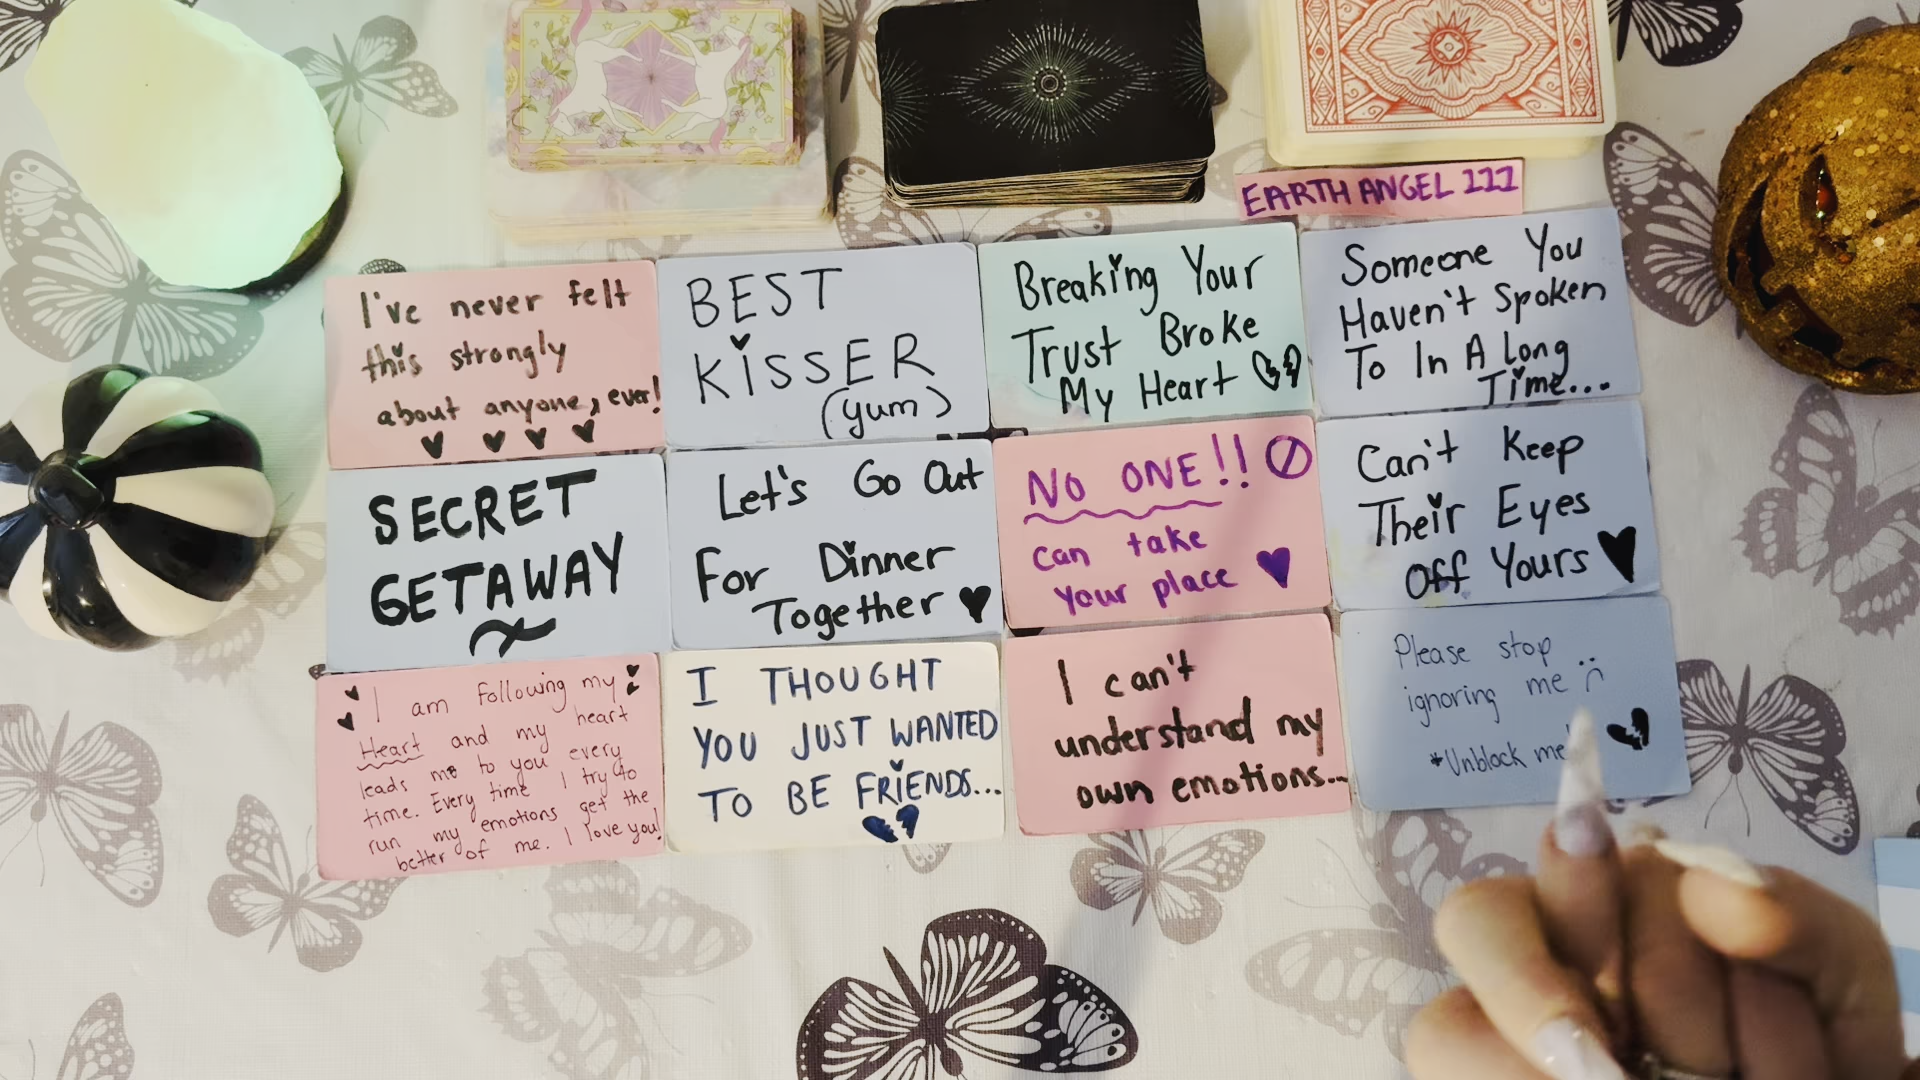 EARTH ANGEL 111
I've never felt
this strongly
about anyone, ever!
BEST
KISSER
(yum)
Breaking Your
Trust Broke
My Heart
Someone You
Haven't Spoken
To In A Long
Time...
SECRET
GETAWAY
Let's Go Out
For Dinner
Together
NO ONE!!
can take
your place
Can't Keep
Their Eyes
Off Yours
I am following my
Heart and my heart
leads me to you every
time. Every time I try to
run my emotions get the
better of me. I love you!
I THOUGHT
YOU JUST WANTED
TO BE FRIENDS...
I can't
understand my
own emotions...
Please stop
ignoring me :(
*Unblock me